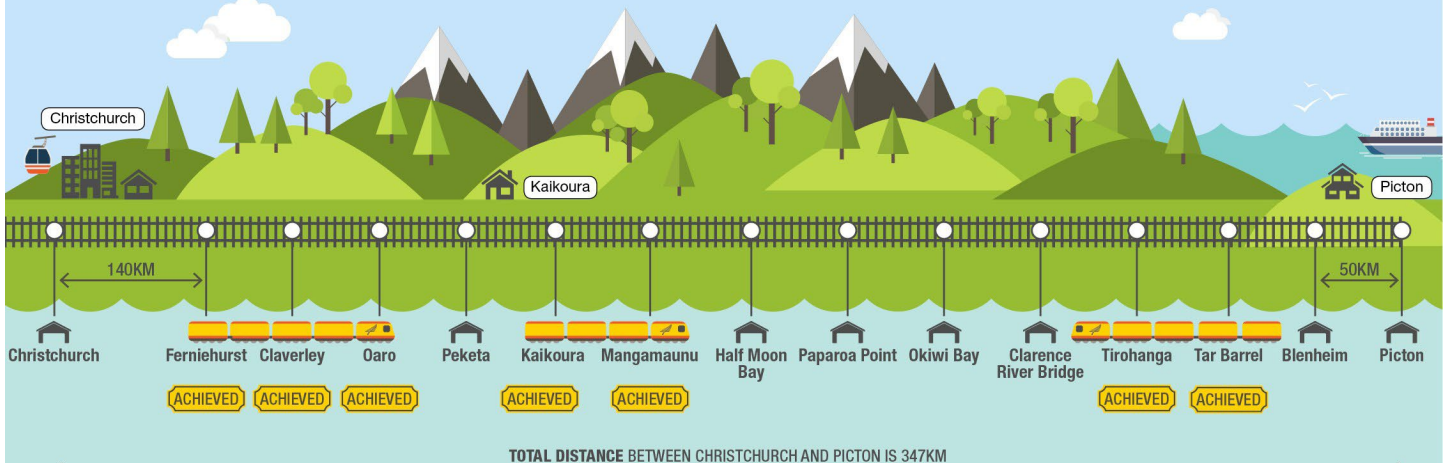 Christchurch
Kaikoura
Picton
140KM
50KM
Christchurch
Ferniehurst
Claverley
Oaro
Peketa
Kaikoura
Mangamaunu
Half Moon
Bay
Paparoa Point
Okiwi Bay
Clarence
River Bridge
Tirohanga
Tar Barrel
Blenheim
Picton
ACHIEVED
ACHIEVED
ACHIEVED
ACHIEVED
ACHIEVED
ACHIEVED
ACHIEVED
TOTAL DISTANCE BETWEEN CHRISTCHURCH AND PICTON IS 347KM